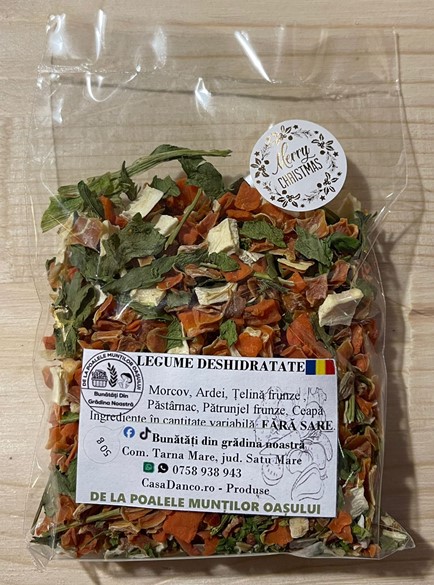 Merry
CHRISTMAS
LEGUME DESHIDRATATE
DE LA POALELE MUNȚILOR OAȘULUI
Bunătăți Din
Grădina Noastră
Morcov, Ardei, Țelină frunze,
Păstârnac, Pătrunjel frunze, Ceapa
Ingrediente în cantitate variabilă- FĂRĂ SARE
50 g
Bunătăți din grădina noastră
Com. Tarna Mare, jud. Satu Mare
0758 938 943
CasaDanco.ro - Produse
DE LA POALELE MUNȚILOR OAȘULUI